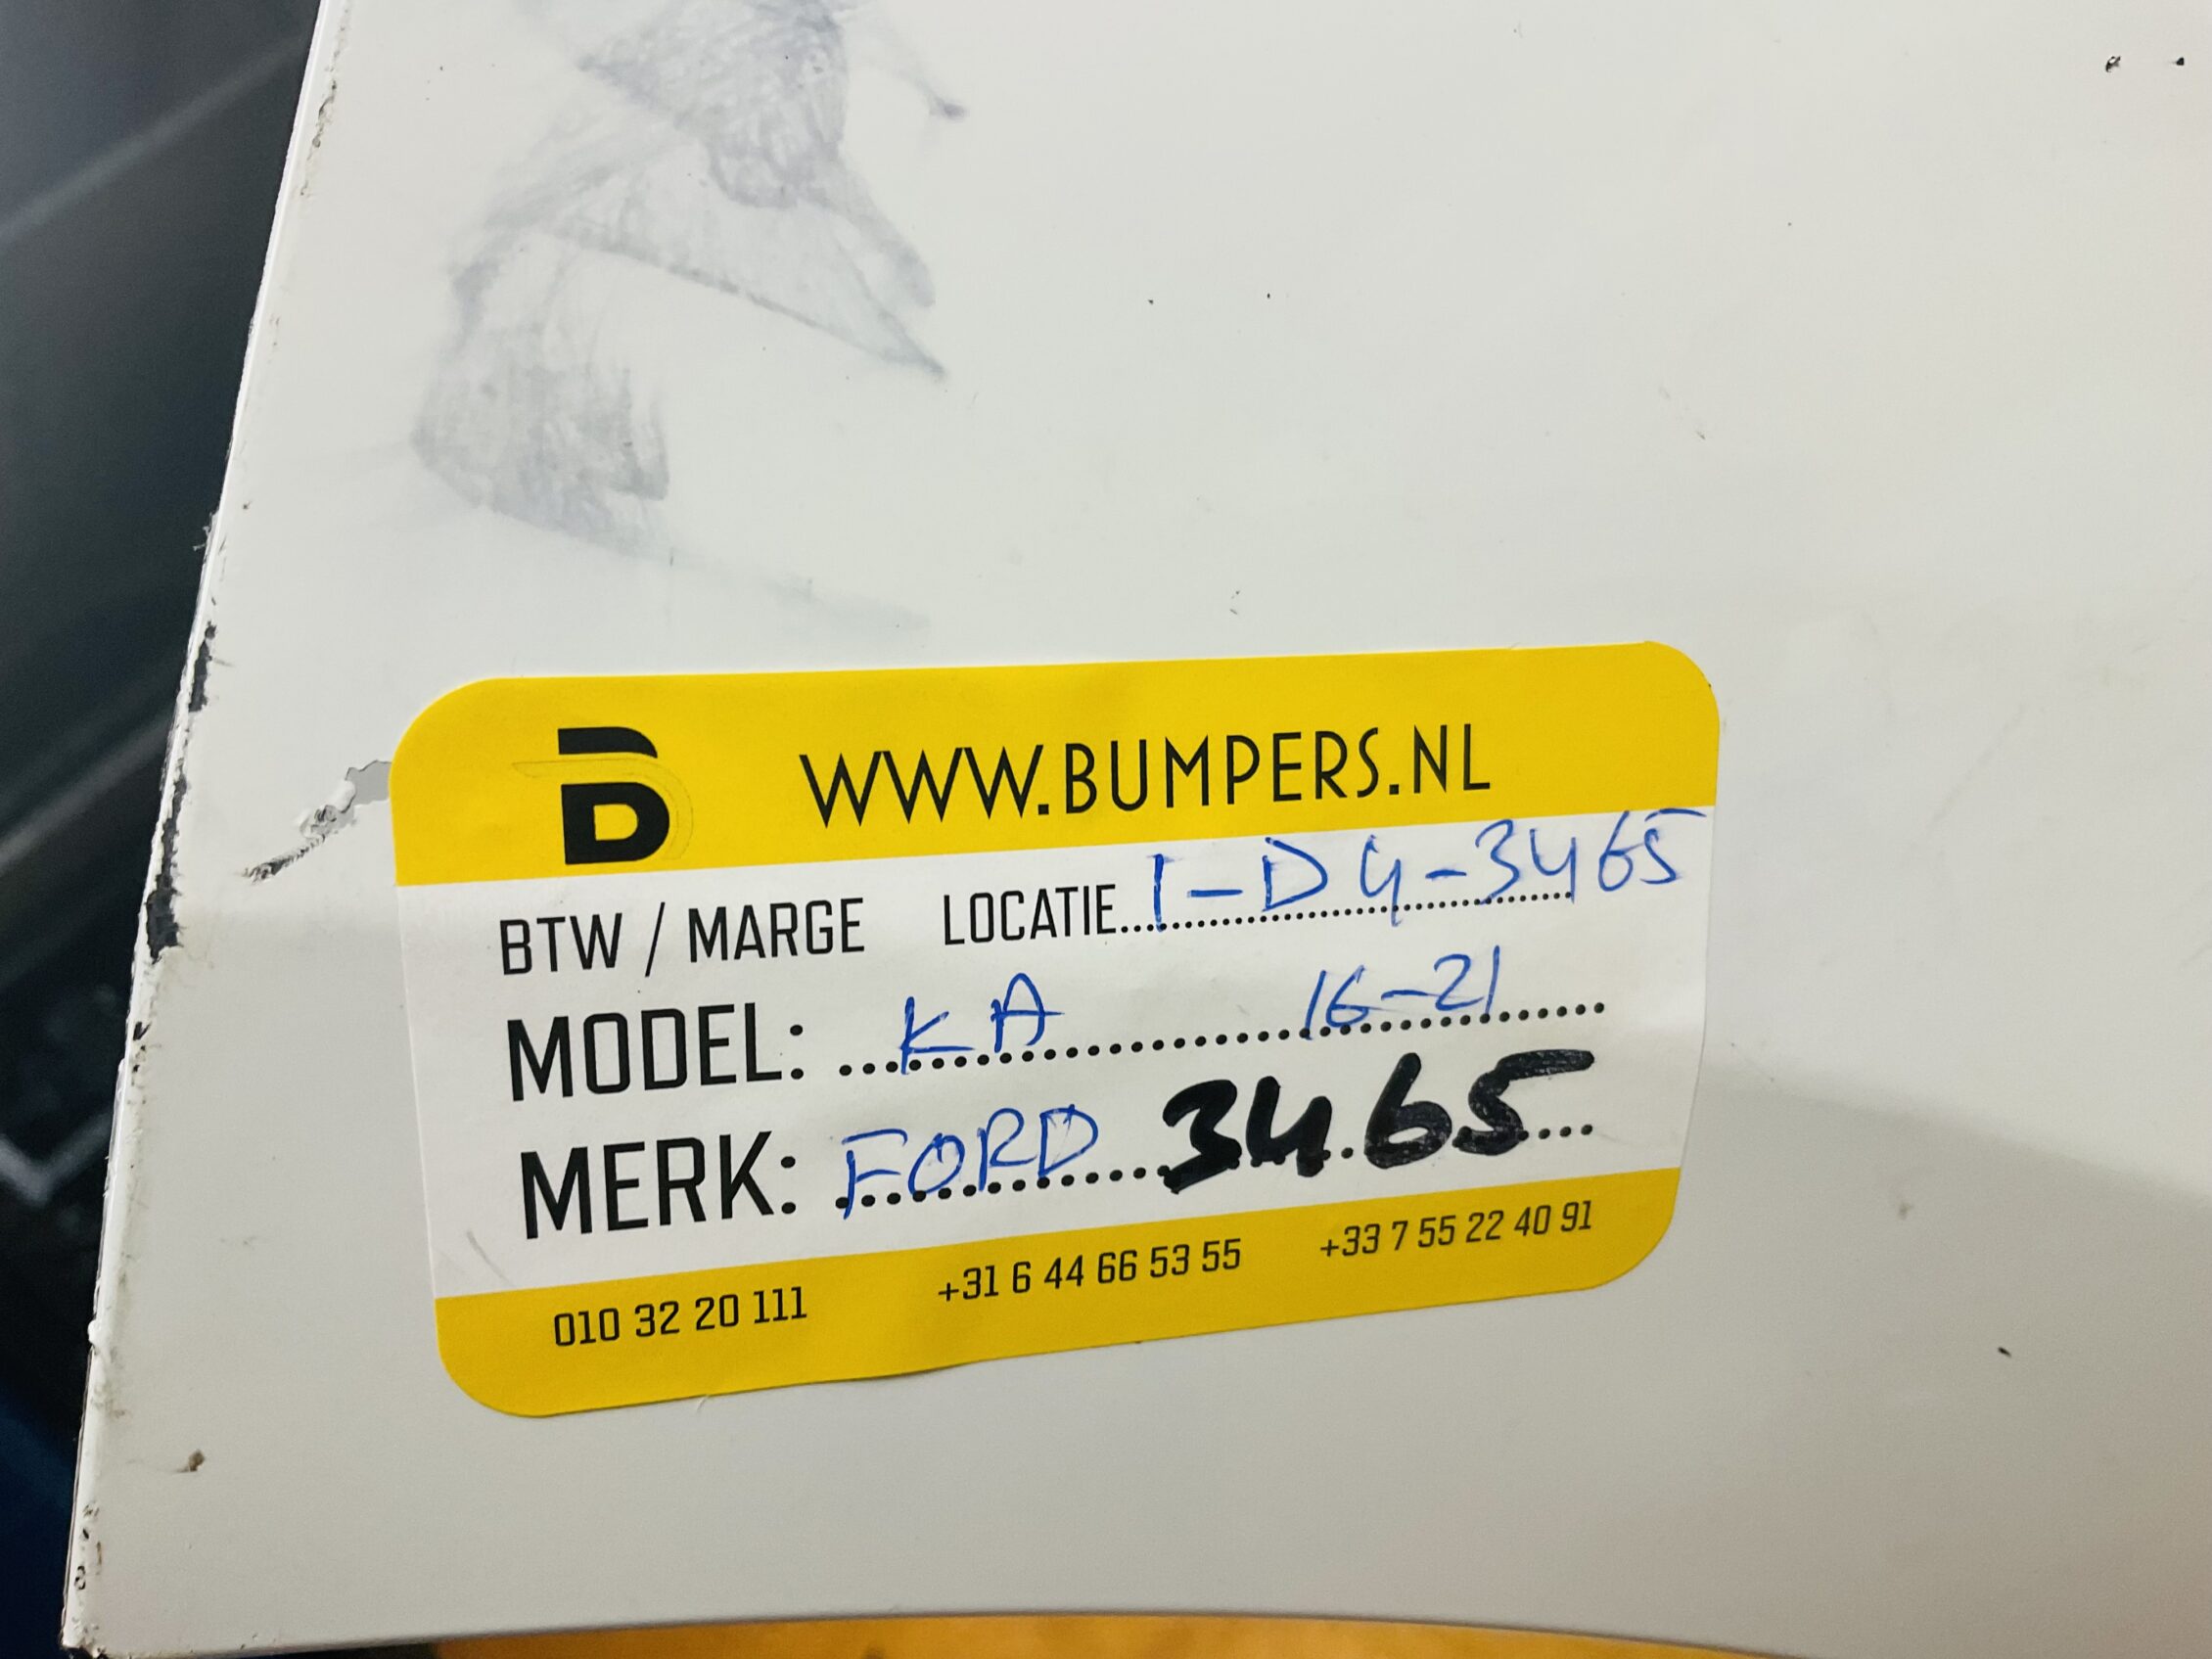 WWW.BUMPERS.NL
BTW / MARGE LOCATIE...1-D4-3465
MODEL: ...KA 16-21
MERK: FORD 3465
010 32 20 111 +31 6 44 66 53 55 +33 7 55 22 40 91